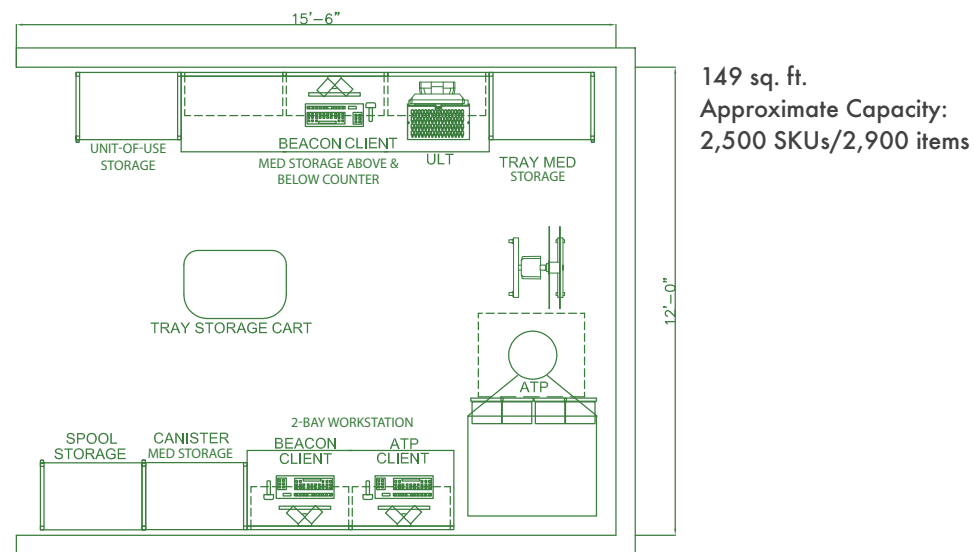 15'-6"
149 sq. ft.
Approximate Capacity:
2,500 SKUs/2,900 items
UNIT-OF-USE
STORAGE
BEACON CLIENT
MED STORAGE ABOVE &
BELOW COUNTER
ULT
TRAY MED
STORAGE
12'-0"
TRAY STORAGE CART
ATP
2-BAY WORKSTATION
SPOOL
STORAGE
CANISTER
MED STORAGE
BEACON
CLIENT
ATP
CLIENT